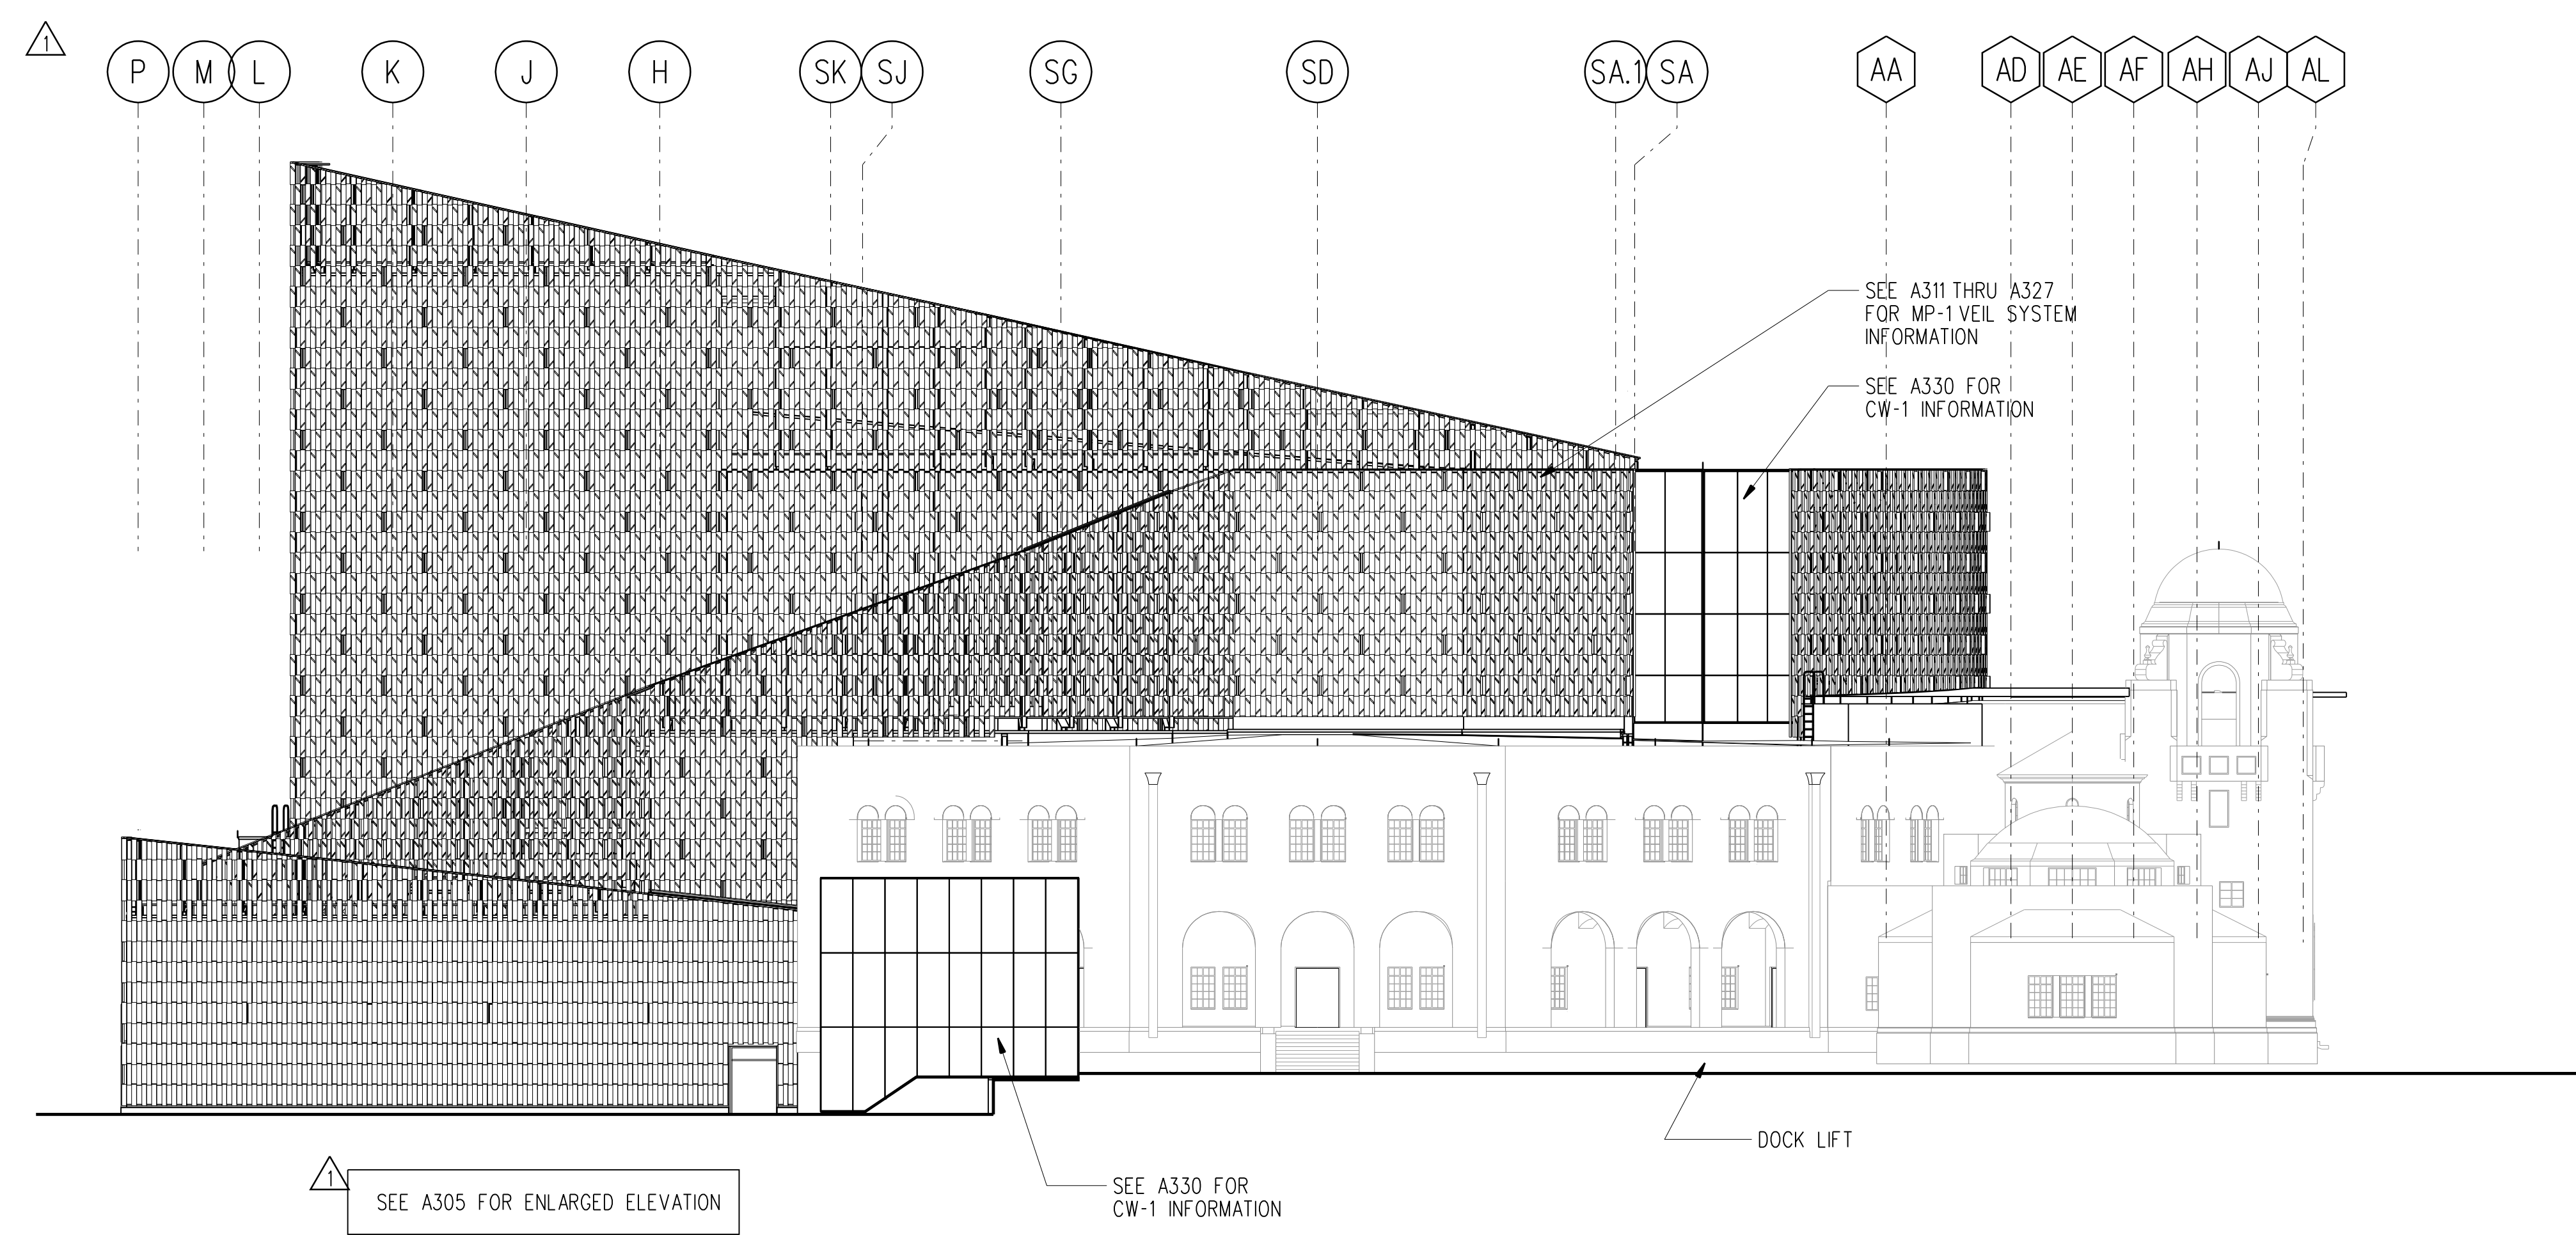 1
P M L K J H SK SJ SG SD SA.1 SA AA AD AE AF AH AJ AL
SEE A311 THRU A327
FOR MP-1 VEIL SYSTEM
INFORMATION
SEE A330 FOR
CW-1 INFORMATION
DOCK LIFT
1
SEE A305 FOR ENLARGED ELEVATION
SEE A330 FOR
CW-1 INFORMATION